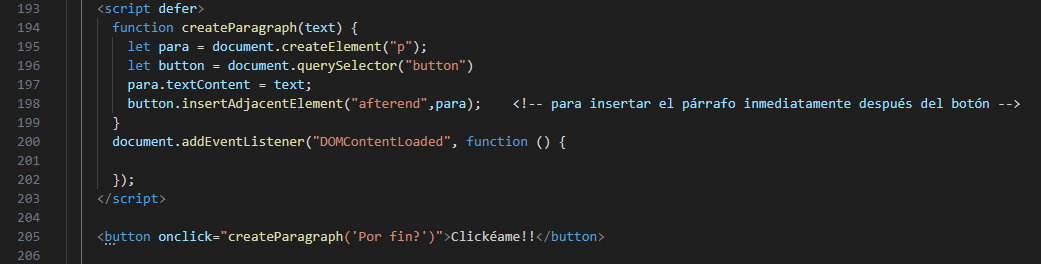 193 <script defer>
194 function createParagraph(text) {
195 let para = document.createElement("p");
196 let button = document.querySelector("button")
197 para.textContent = text;
198 button.insertAdjacentElement("afterend",para); <!-- para insertar el párrafo inmediatamente después del botón -->
199 }
200 document.addEventListener("DOMContentLoaded", function () {
201
202 });
203 </script>
204
205 <button onclick="createParagraph('Por fin?')">Clickéame!!</button>
206